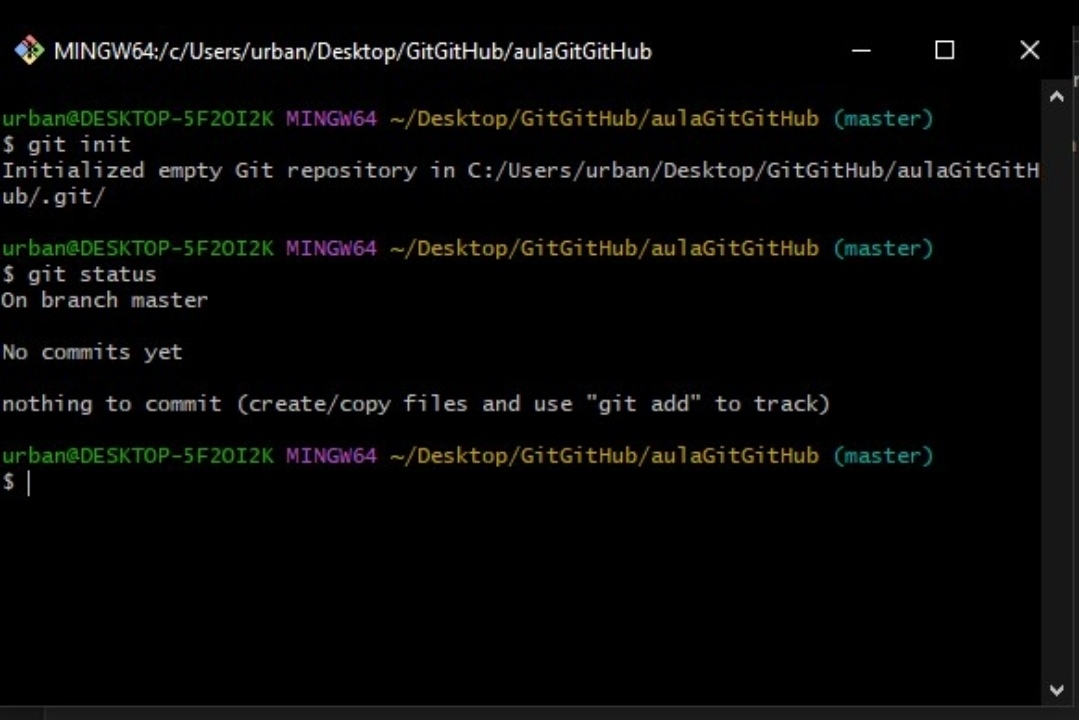 MINGW64:/c/Users/urban/Desktop/GitGitHub/aulaGitGitHub
urban@DESKTOP-5F2OI2K MINGW64 ~/Desktop/GitGitHub/aulaGitGitHub (master)
$ git init
Initialized empty Git repository in C:/Users/urban/Desktop/GitGitHub/aulaGitGitH
ub/.git/
urban@DESKTOP-5F2OI2K MINGW64 ~/Desktop/GitGitHub/aulaGitGitHub (master)
$ git status
On branch master
No commits yet
nothing to commit (create/copy files and use "git add" to track)
urban@DESKTOP-5F2OI2K MINGW64 ~/Desktop/GitGitHub/aulaGitGitHub (master)
$